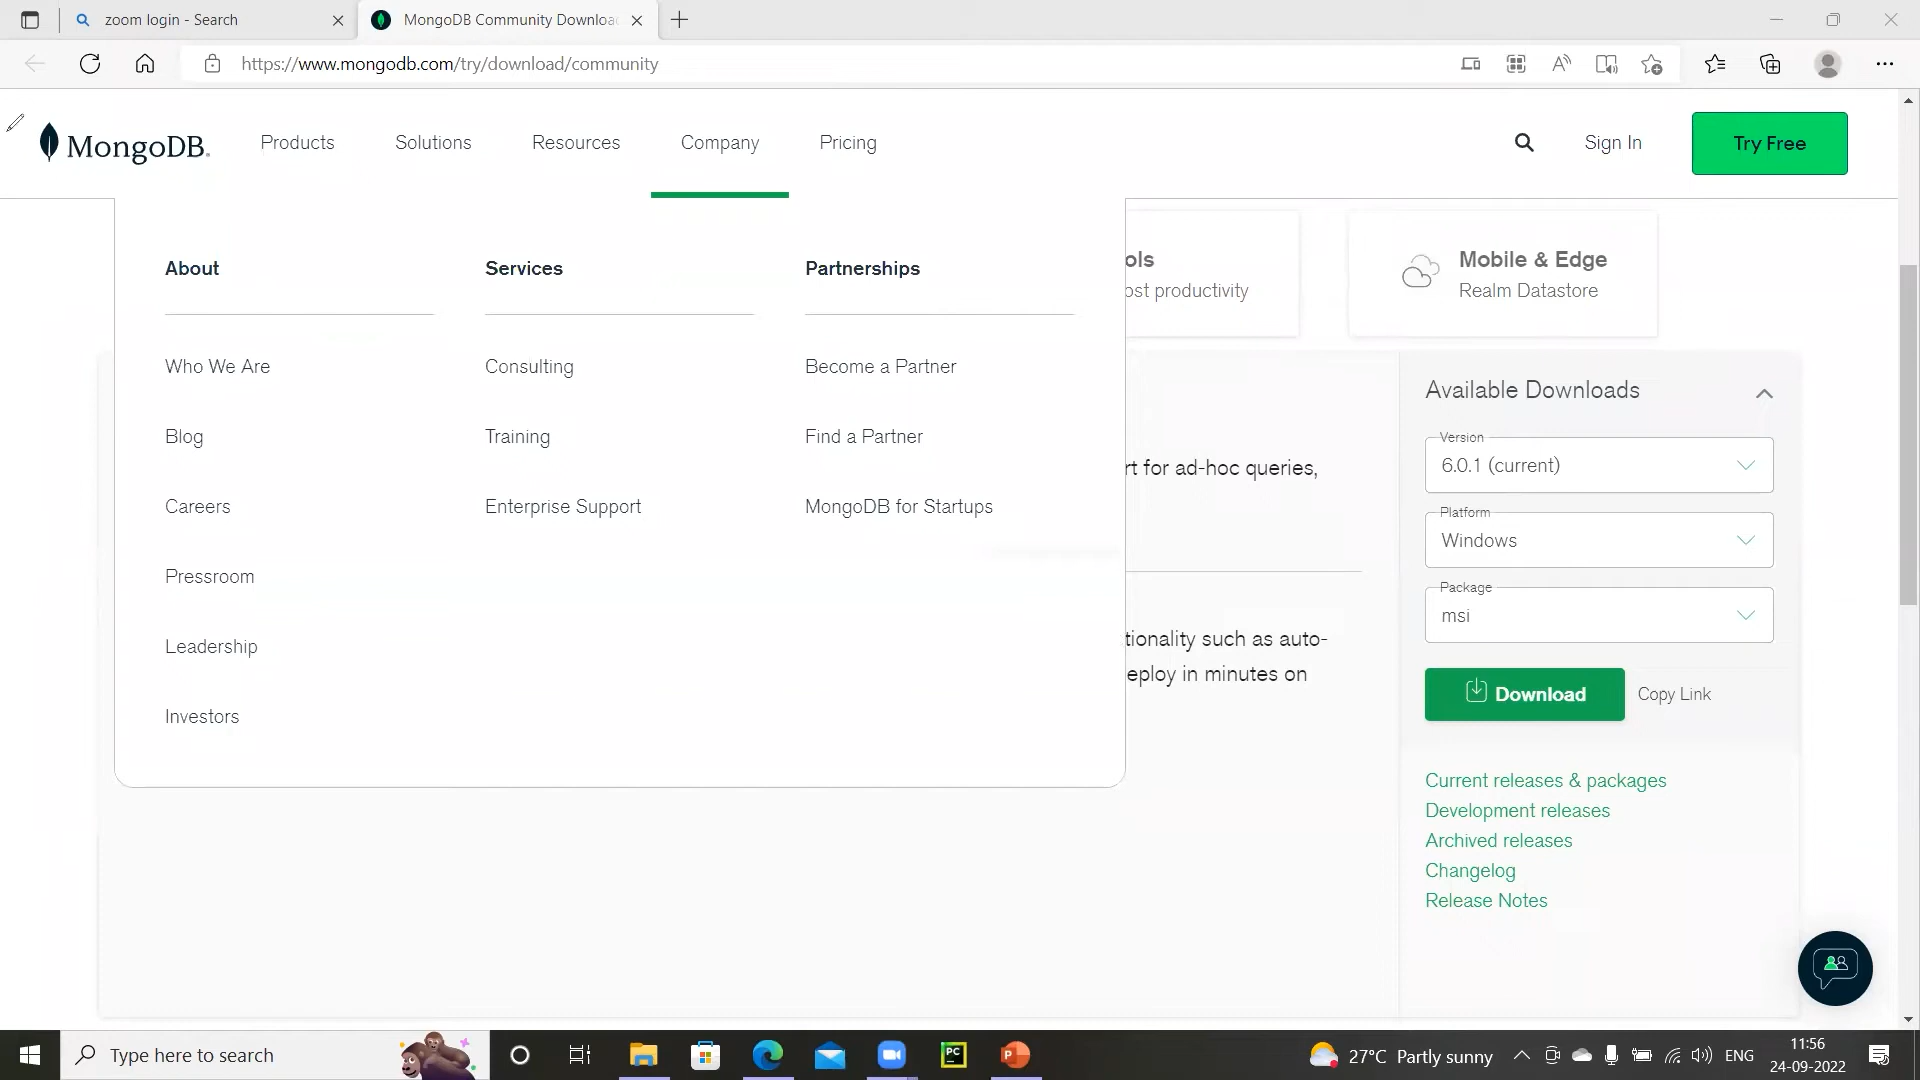 zoom login - Search
MongoDB Community Downloa
https://www.mongodb.com/try/download/community
MongoDB.
Products
Solutions
Resources
Company
Pricing
Sign In
Try Free
About
Services
Partnerships
Who We Are
Consulting
Become a Partner
Blog
Training
Find a Partner
Careers
Enterprise Support
MongoDB for Startups
Pressroom
Leadership
Investors
ols
ost productivity
Mobile & Edge
Realm Datastore
rt for ad-hoc queries,
tionality such as auto-
eploy in minutes on
Available Downloads
Version
6.0.1 (current)
Platform
Windows
Package
msi
Download
Copy Link
Current releases & packages
Development releases
Archived releases
Changelog
Release Notes
Type here to search
PC
P
27°C Partly sunny
ENG
11:56
24-09-2022